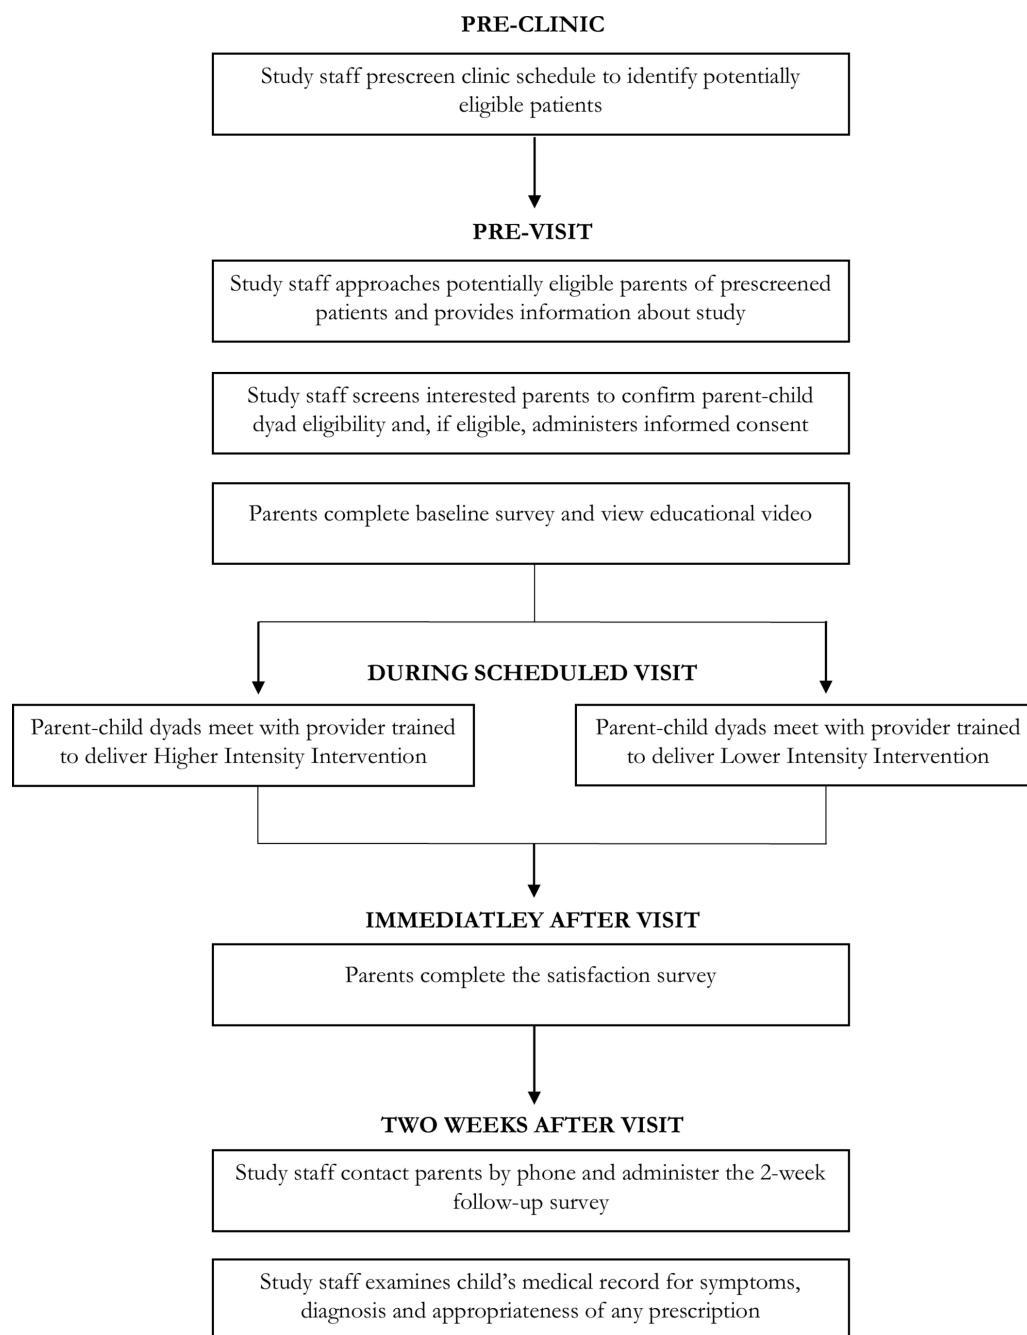 PRE-CLINIC
Study staff prescreen clinic schedule to identify potentially
eligible patients
PRE-VISIT
Study staff approaches potentially eligible parents of prescreened
patients and provides information about study
Study staff screens interested parents to confirm parent-child
dyad eligibility and, if eligible, administers informed consent
Parents complete baseline survey and view educational video
DURING SCHEDULED VISIT
Parent-child dyads meet with provider trained
to deliver Higher Intensity Intervention
Parent-child dyads meet with provider trained
to deliver Lower Intensity Intervention
IMMEDIATLEY AFTER VISIT
Parents complete the satisfaction survey
TWO WEEKS AFTER VISIT
Study staff contact parents by phone and administer the 2-week
follow-up survey
Study staff examines child’s medical record for symptoms,
diagnosis and appropriateness of any prescription